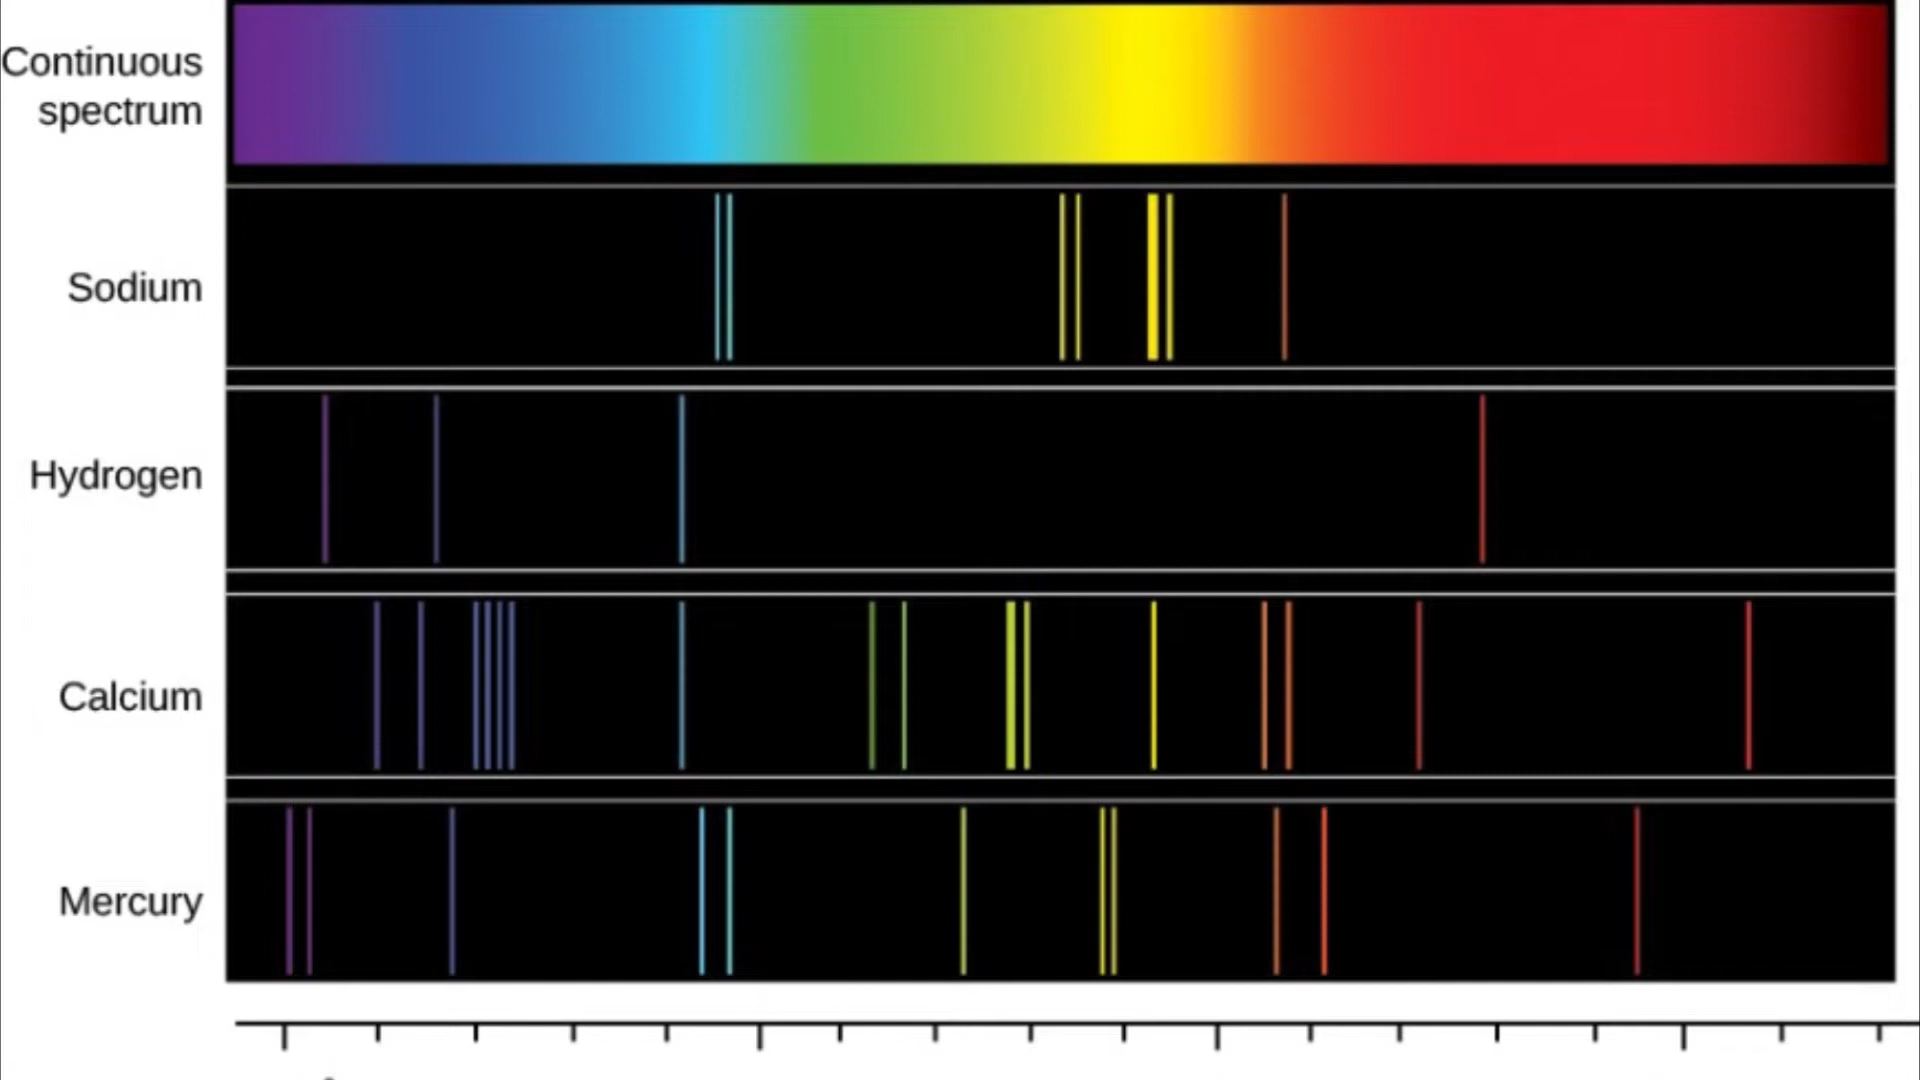 Continuous
spectrum
Sodium
Hydrogen
Calcium
Mercury